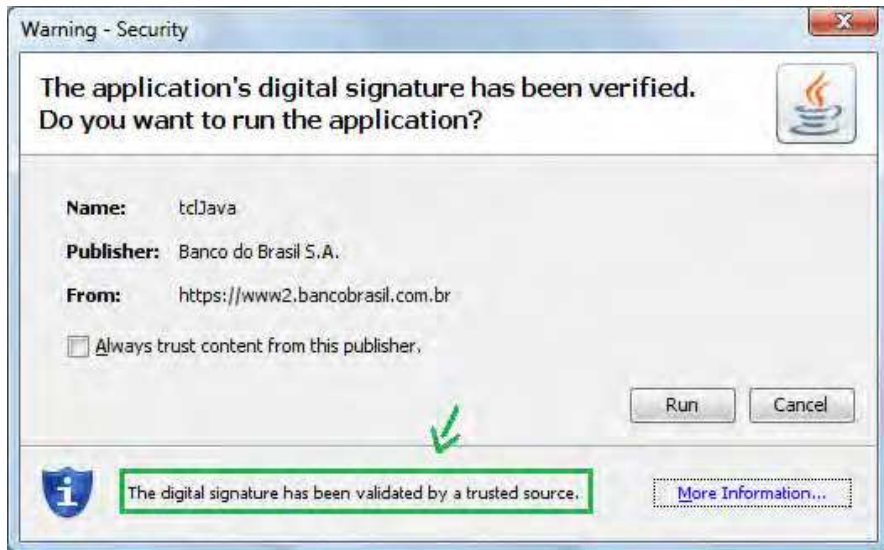 Warning - Security
The application's digital signature has been verified.
Do you want to run the application?
Name: tclJava
Publisher: Banco do Brasil S.A.
From: https://www2.bancobrasil.com.br
Always trust content from this publisher.
Run Cancel
The digital signature has been validated by a trusted source. More Information...